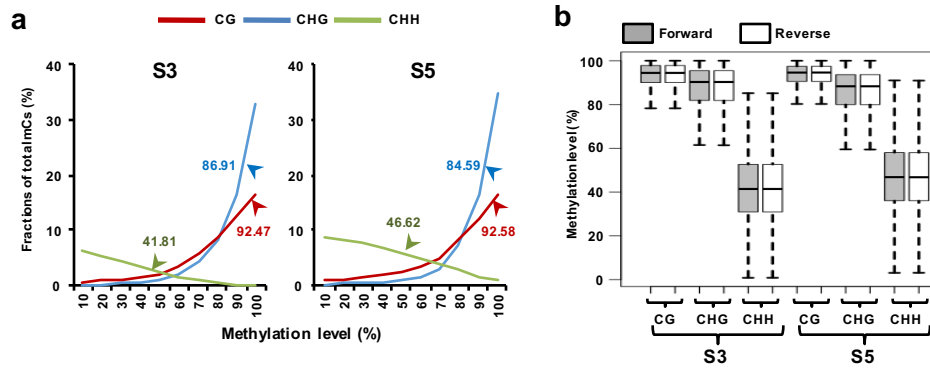 a
CG CHG CHH
S3 S5
Fractions of total mCs (%)
40 30 20 10 0
40 30 20 10 0
86.91
41.81
92.47
84.59
46.62
92.58
10 20 30 40 50 60 70 80 90 100
10 20 30 40 50 60 70 80 90 100
Methylation level (%)
b
Forward Reverse
Methylation level (%)
100
80
60
40
20
0
CG CHG CHH CG CHG CHH
S3 S5